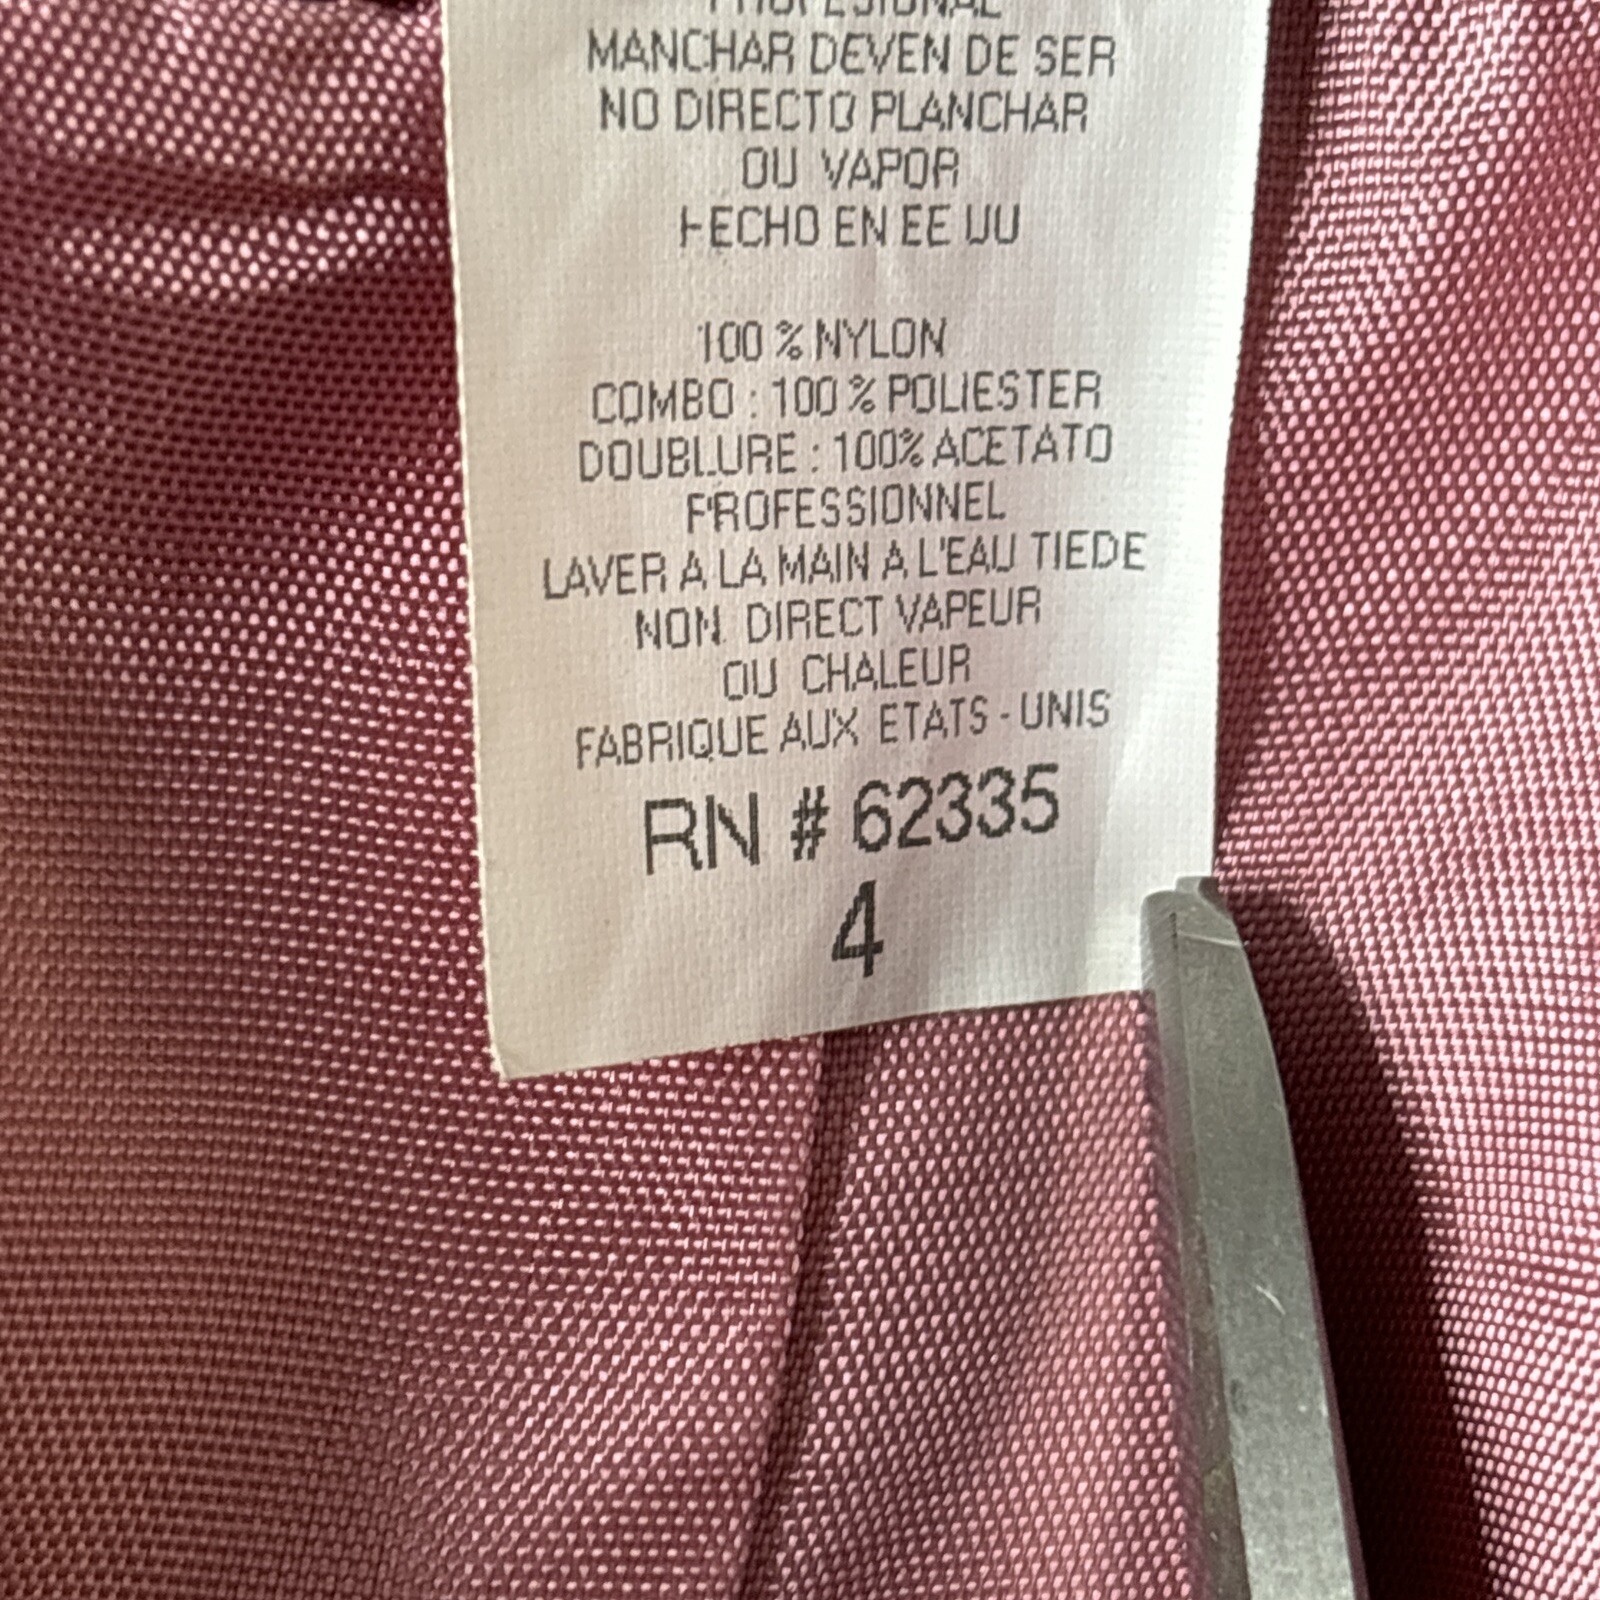 PROFESIONAL
MANCHAR DEVEN DE SER
NO DIRECTO PLANCHAR
OU VAPOR
HECHO EN EE UU
100 % NYLON
COMBO : 100 % POLIESTER
DOUBLURE : 100% ACETATO
PROFESSIONNEL
LAVER A LA MAIN A L'EAU TIEDE
NON DIRECT VAPEUR
OU CHALEUR
FABRIQUE AUX ETATS - UNIS
RN # 62335
4